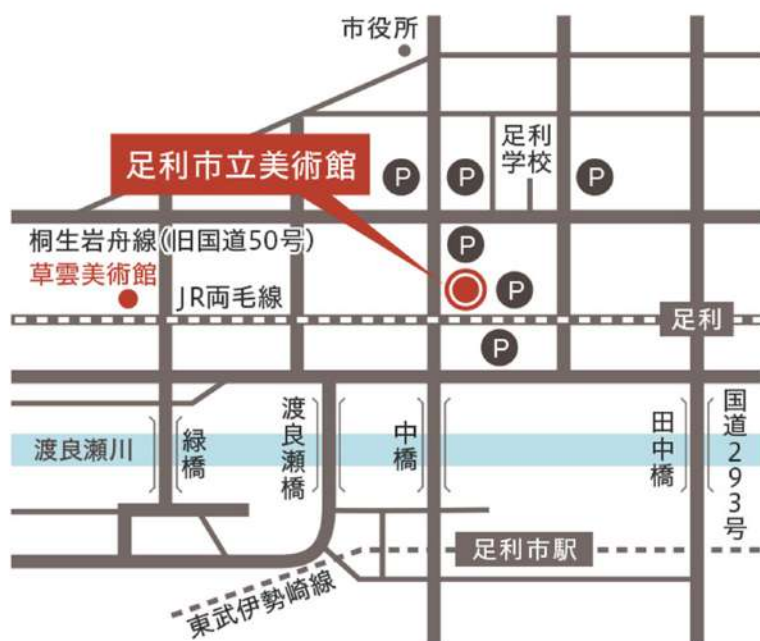 市役所
足利
学校
足利市立美術館
P
P
P
P
桐生岩舟線(旧国道50号)
草雲美術館
JR両毛線
P
足利
P
渡良瀬川
緑橋
渡良瀬橋
中橋
田中橋
国道293号
足利市駅
東武伊勢崎線